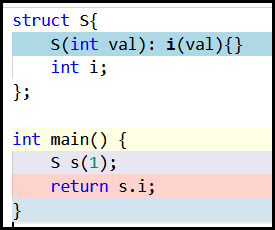 struct S{
    S(int val): i(val){}
    int i;
};

int main() {
    S s(1);
    return s.i;
}